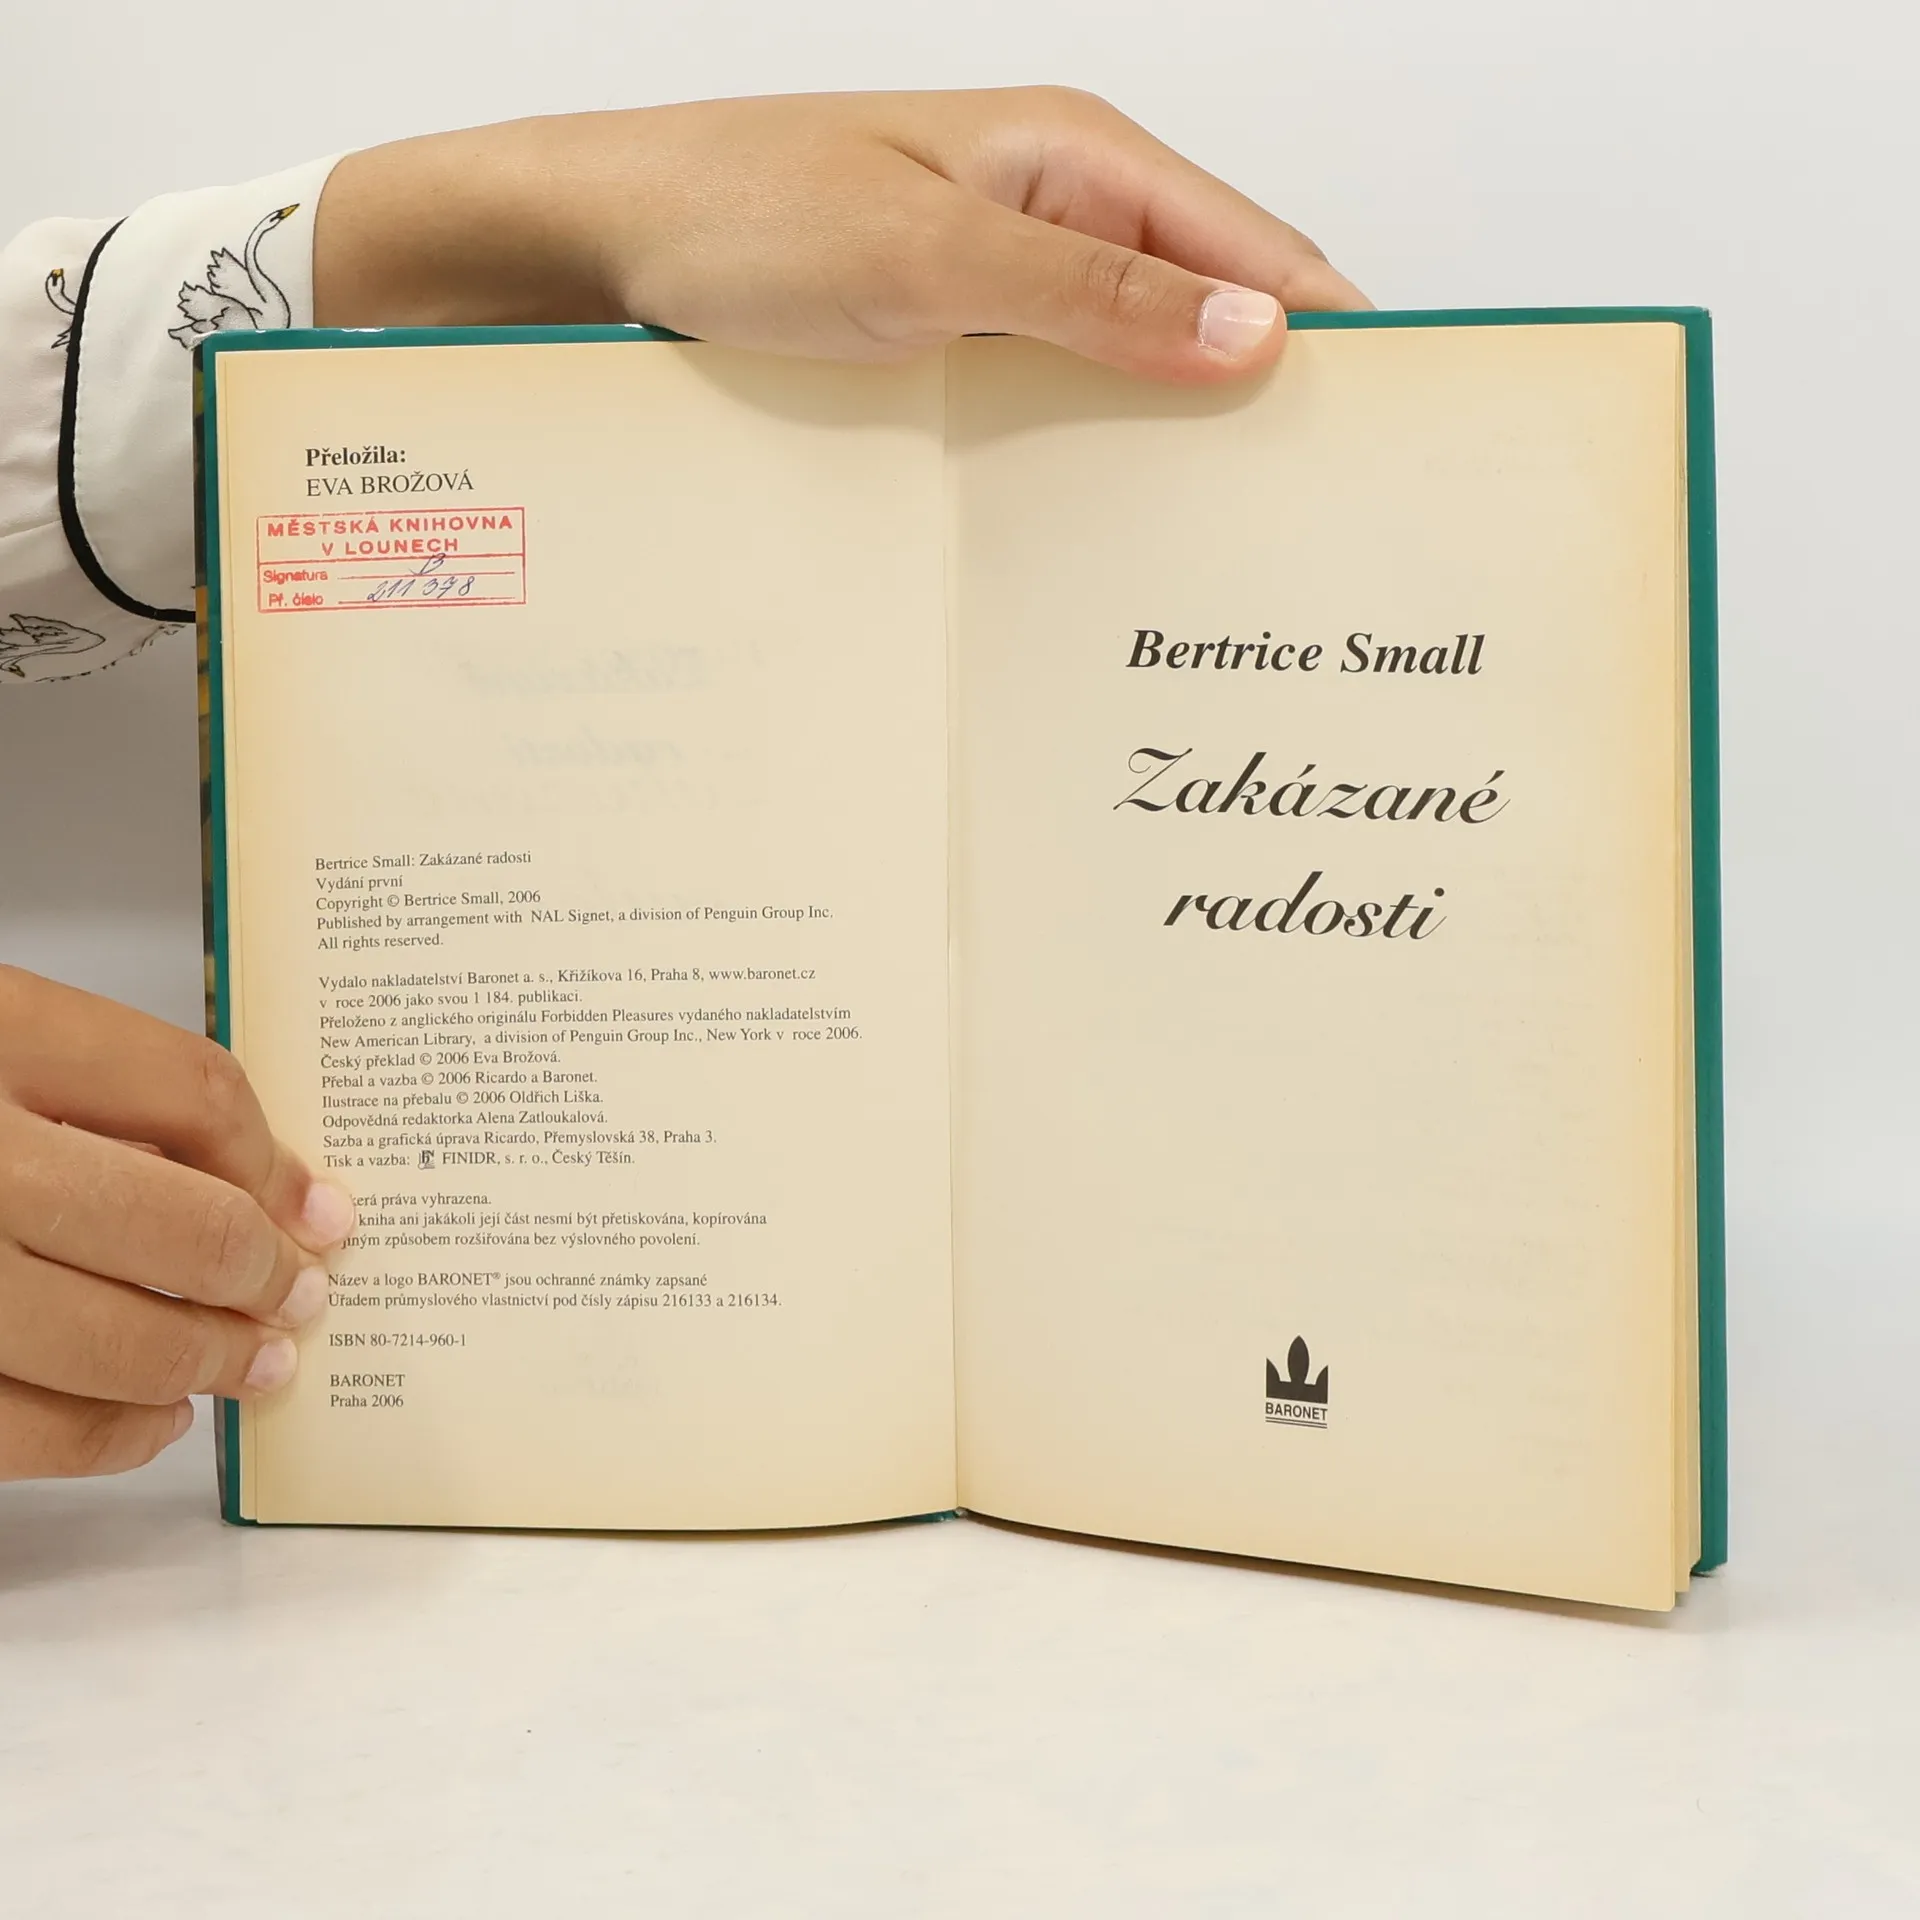 Přeložila:
EVA BROŽOVÁ
MĚSTSKÁ KNIHOVNA
V LOUNECH
Signatura B
Př. číslo 211 378
Bertrice Small: Zakázané radosti
Vydání první
Copyright © Bertrice Small, 2006
Published by arrangement with NAL Signet, a division of Penguin Group Inc.
All rights reserved.
Vydalo nakladatelství Baronet a. s., Křižíkova 16, Praha 8, www.baronet.cz
v roce 2006 jako svou 1 184. publikaci.
Přeloženo z anglického originálu Forbidden Pleasures vydaného nakladatelstvím
New American Library, a division of Penguin Group Inc., New York v roce 2006.
Český překlad © 2006 Eva Brožová.
Přebal a vazba © 2006 Ricardo a Baronet.
Ilustrace na přebalu © 2006 Oldřich Liška.
Odpovědná redaktorka Alena Zatloukalová.
Sazba a grafická úprava Ricardo, Přemyslovská 38, Praha 3.
Tisk a vazba: FINIDR, s. r. o., Český Těšín.
práva vyhrazena.
kniha ani jakákoli její část nesmí být přetiskována, kopírována
jiným způsobem rozšiřována bez výslovného povolení.
Název a logo BARONET® jsou ochranné známky zapsané
Úřadem průmyslového vlastnictví pod čísly zápisu 216133 a 216134.
ISBN 80-7214-960-1
BARONET
Praha 2006
Bertrice Small
Zakázané
radosti
BARONET